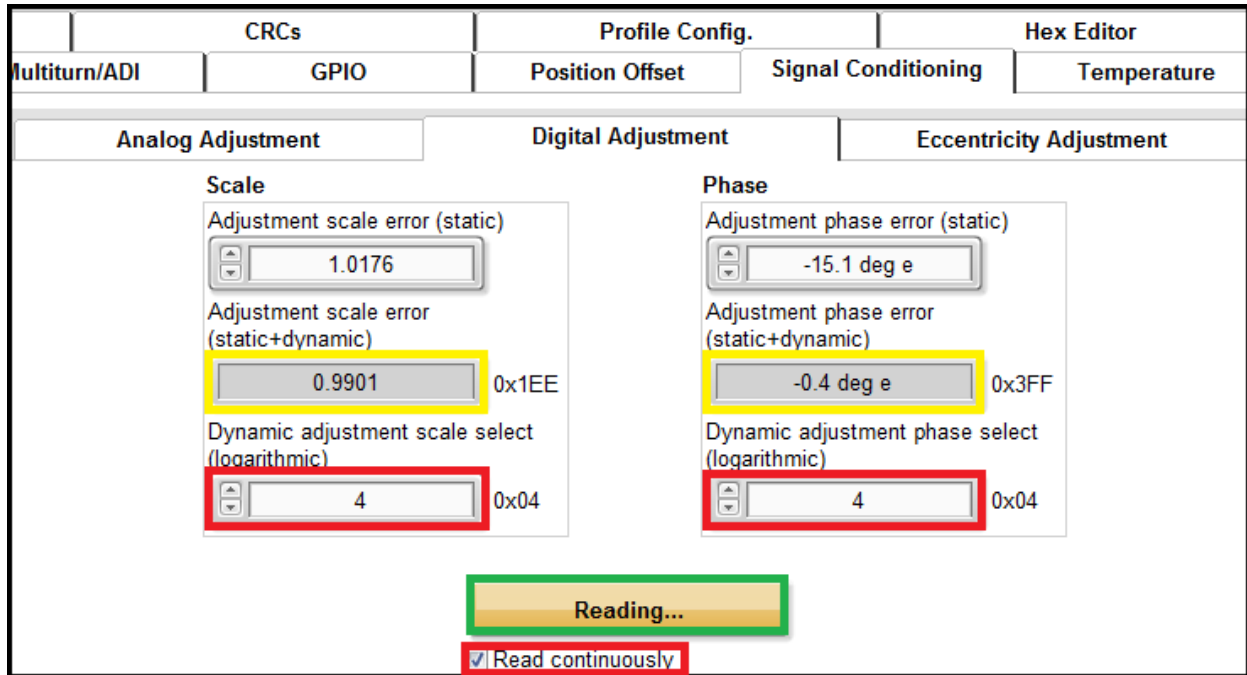 CRCs Profile Config. Hex Editor
Multiturn/ADI GPIO Position Offset Signal Conditioning Temperature
Analog Adjustment Digital Adjustment Eccentricity Adjustment
Scale Phase
Adjustment scale error (static) Adjustment phase error (static)
1.0176 -15.1 deg e
Adjustment scale error Adjustment phase error
(static+dynamic) (static+dynamic)
0.9901 0x1EE -0.4 deg e 0x3FF
Dynamic adjustment scale select Dynamic adjustment phase select
(logarithmic) (logarithmic)
4 0x04 4 0x04
Reading...
Read continuously